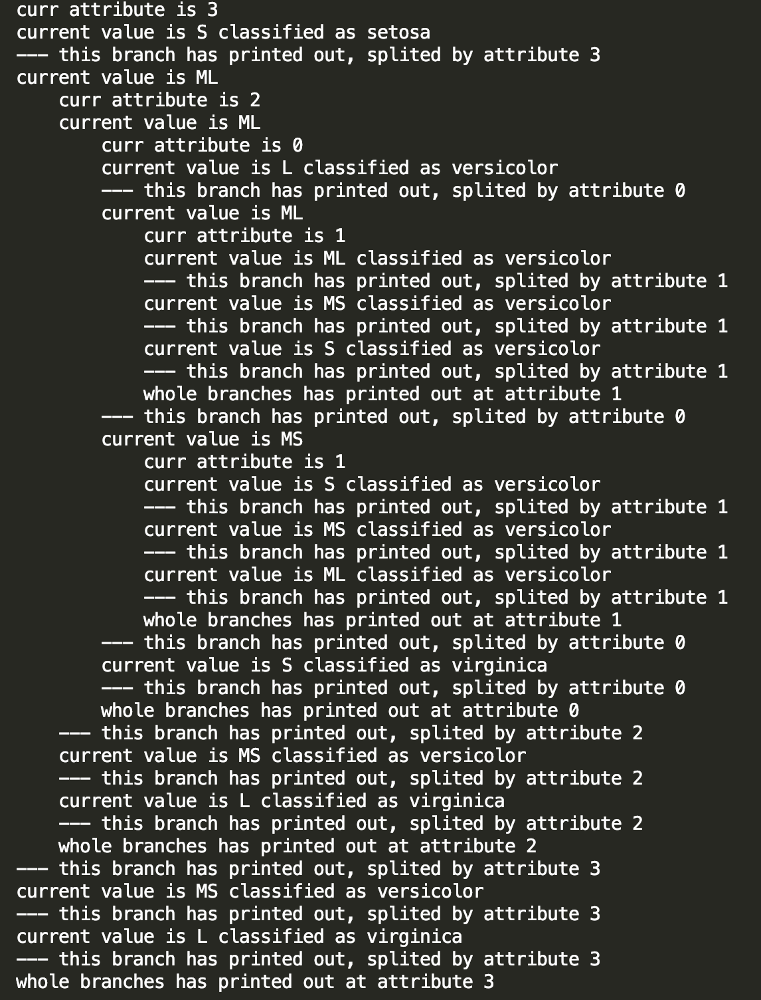 curr attribute is 3
current value is S classified as setosa
--- this branch has printed out, splited by attribute 3
current value is ML
    curr attribute is 2
    current value is ML
        curr attribute is 0
        current value is L classified as versicolor
        --- this branch has printed out, splited by attribute 0
        current value is ML
            curr attribute is 1
            current value is ML classified as versicolor
            --- this branch has printed out, splited by attribute 1
            current value is MS classified as versicolor
            --- this branch has printed out, splited by attribute 1
            current value is S classified as versicolor
            --- this branch has printed out, splited by attribute 1
            whole branches has printed out at attribute 1
        --- this branch has printed out, splited by attribute 0
        current value is MS
            curr attribute is 1
            current value is S classified as versicolor
            --- this branch has printed out, splited by attribute 1
            current value is MS classified as versicolor
            --- this branch has printed out, splited by attribute 1
            current value is ML classified as versicolor
            --- this branch has printed out, splited by attribute 1
            whole branches has printed out at attribute 1
        --- this branch has printed out, splited by attribute 0
        current value is S classified as virginica
        --- this branch has printed out, splited by attribute 0
        whole branches has printed out at attribute 0
    --- this branch has printed out, splited by attribute 2
    current value is MS classified as versicolor
    --- this branch has printed out, splited by attribute 2
    current value is L classified as virginica
    --- this branch has printed out, splited by attribute 2
    whole branches has printed out at attribute 2
--- this branch has printed out, splited by attribute 3
current value is MS classified as versicolor
--- this branch has printed out, splited by attribute 3
current value is L classified as virginica
--- this branch has printed out, splited by attribute 3
whole branches has printed out at attribute 3